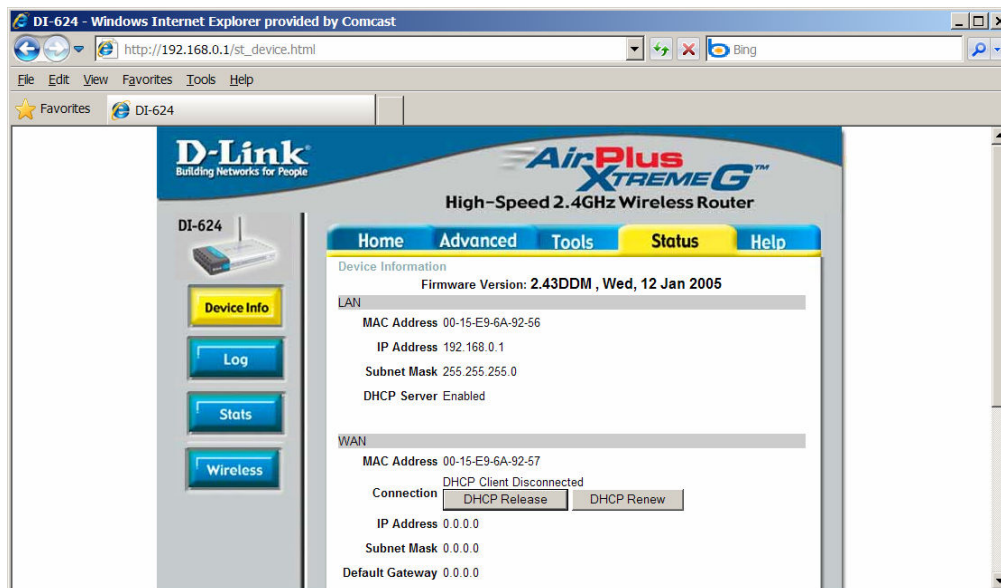 DI-624 - Windows Internet Explorer provided by Comcast
http://192.168.0.1/st_device.html
Bing
File Edit View Favorites Tools Help
Favorites DI-624
D-Link
Building Networks for People
AirPlus
XTREME G™
High-Speed 2.4GHz Wireless Router
DI-624
Home Advanced Tools Status Help
Device Info
Log
Stats
Wireless
Device Information
Firmware Version: 2.43DDM , Wed, 12 Jan 2005
LAN
MAC Address 00-15-E9-6A-92-56
IP Address 192.168.0.1
Subnet Mask 255.255.255.0
DHCP Server Enabled
WAN
MAC Address 00-15-E9-6A-92-57
DHCP Client Disconnected
Connection DHCP Release DHCP Renew
IP Address 0.0.0.0
Subnet Mask 0.0.0.0
Default Gateway 0.0.0.0